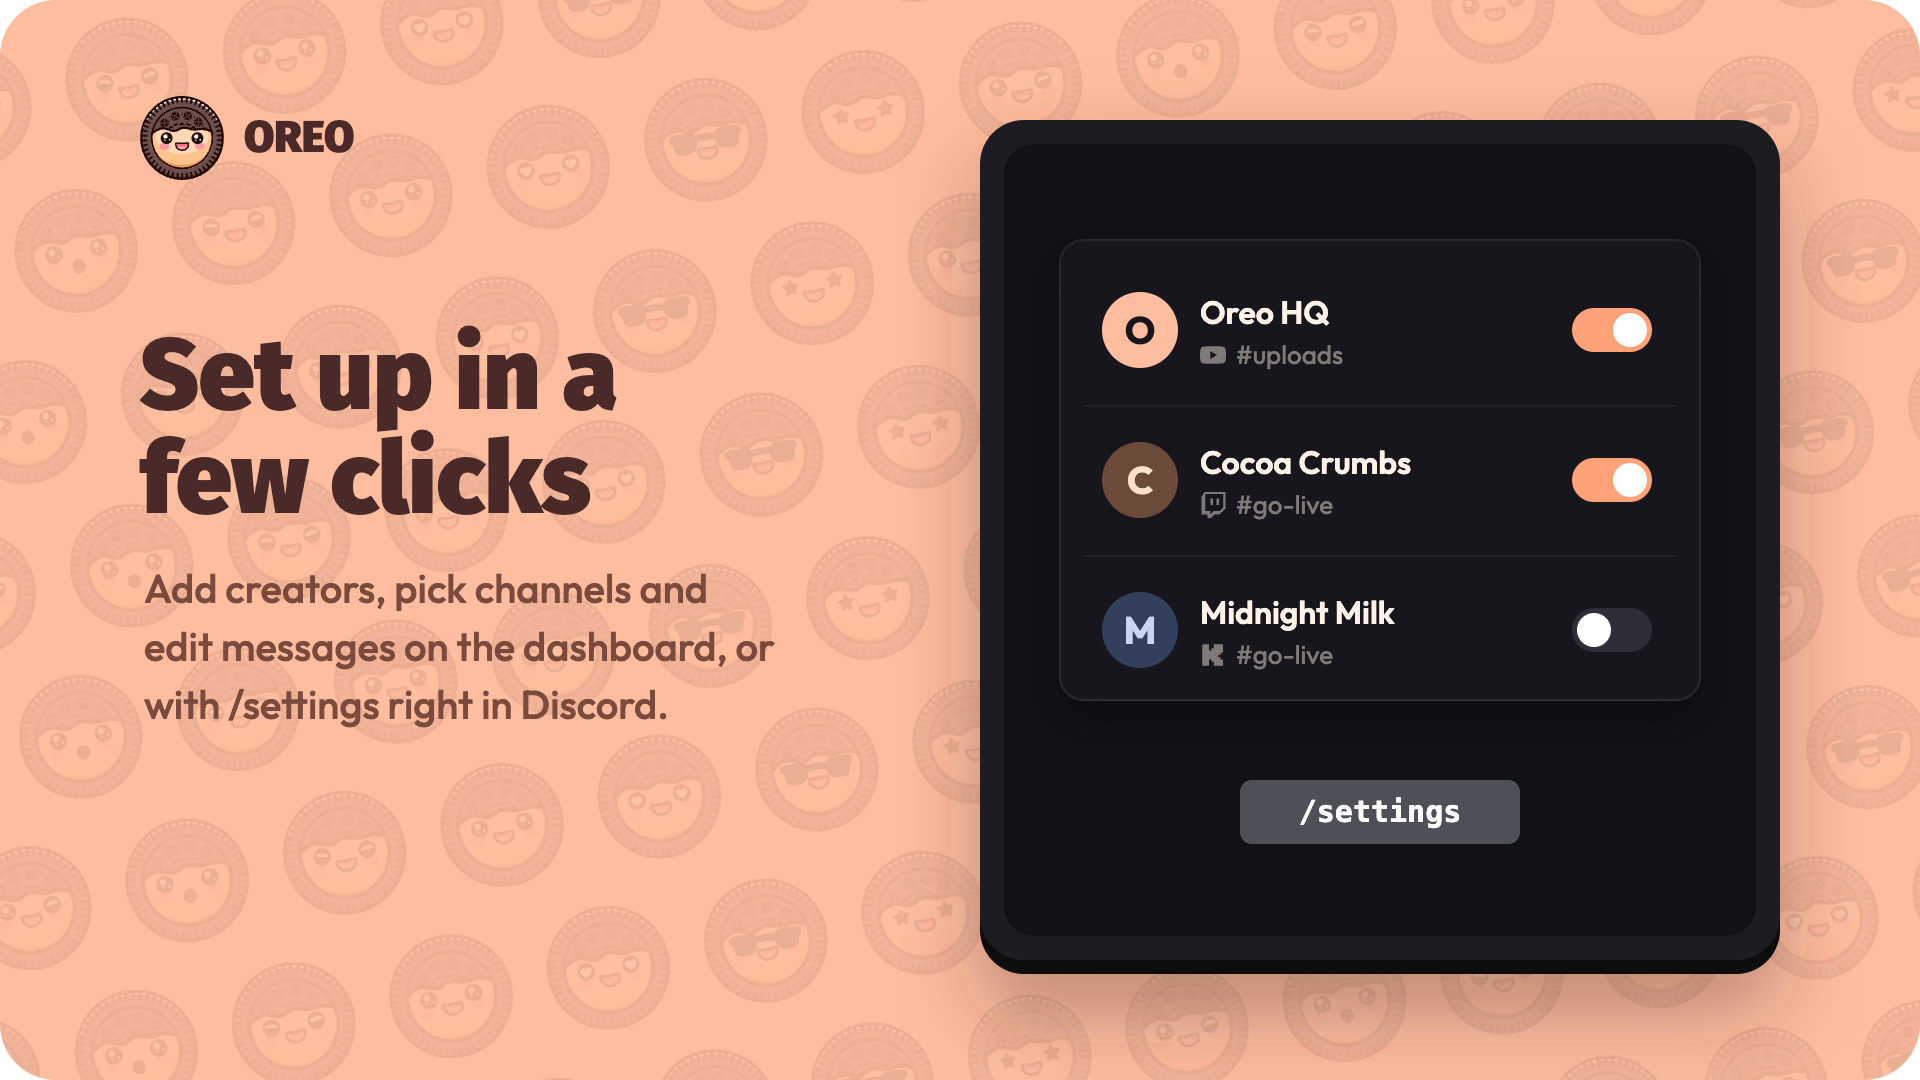 OREO
Set up in a
few clicks
Add creators, pick channels and
edit messages on the dashboard, or
with /settings right in Discord.
O
Oreo HQ
#uploads
C
Cocoa Crumbs
#go-live
M
Midnight Milk
#go-live
/settings